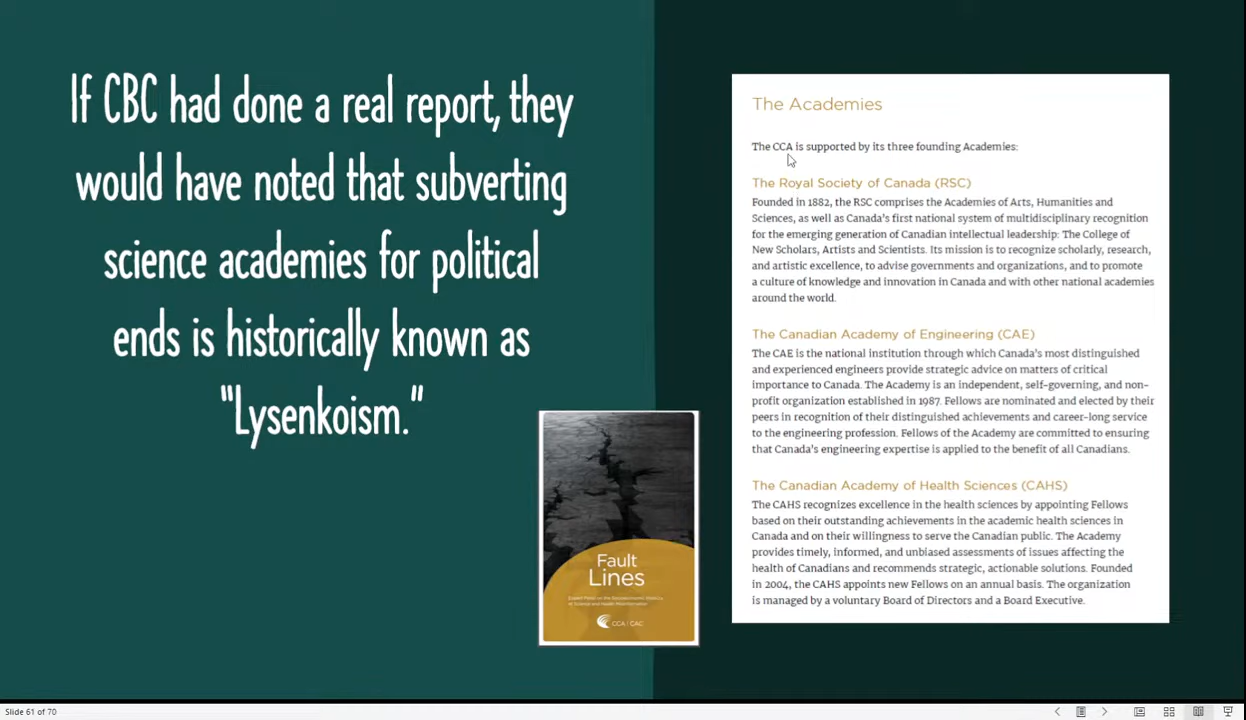 If CBC had done a real report, they
would have noted that subverting
science academies for political
ends is historically known as
"Lysenkoism."
Fault
Lines
Expert Panel on the Socioeconomic Impacts
of Science and Health Misinformation
CCA | CAC
The Academies
The CCA is supported by its three founding Academies:
The Royal Society of Canada (RSC)
Founded in 1882, the RSC comprises the Academies of Arts, Humanities and
Sciences, as well as Canada's first national system of multidisciplinary recognition
for the emerging generation of Canadian intellectual leadership: The College of
New Scholars, Artists and Scientists. Its mission is to recognize scholarly, research,
and artistic excellence, to advise governments and organizations, and to promote
a culture of knowledge and innovation in Canada and with other national academies
around the world.
The Canadian Academy of Engineering (CAE)
The CAE is the national institution through which Canada's most distinguished
and experienced engineers provide strategic advice on matters of critical
importance to Canada. The Academy is an independent, self-governing, and non-
profit organization established in 1987. Fellows are nominated and elected by their
peers in recognition of their distinguished achievements and career-long service
to the engineering profession. Fellows of the Academy are committed to ensuring
that Canada's engineering expertise is applied to the benefit of all Canadians.
The Canadian Academy of Health Sciences (CAHS)
The CAHS recognizes excellence in the health sciences by appointing Fellows
based on their outstanding achievements in the academic health sciences in
Canada and on their willingness to serve the Canadian public. The Academy
provides timely, informed, and unbiased assessments of issues affecting the
health of Canadians and recommends strategic, actionable solutions. Founded
in 2004, the CAHS appoints new Fellows on an annual basis. The organization
is managed by a voluntary Board of Directors and a Board Executive.
Slide 61 of 70